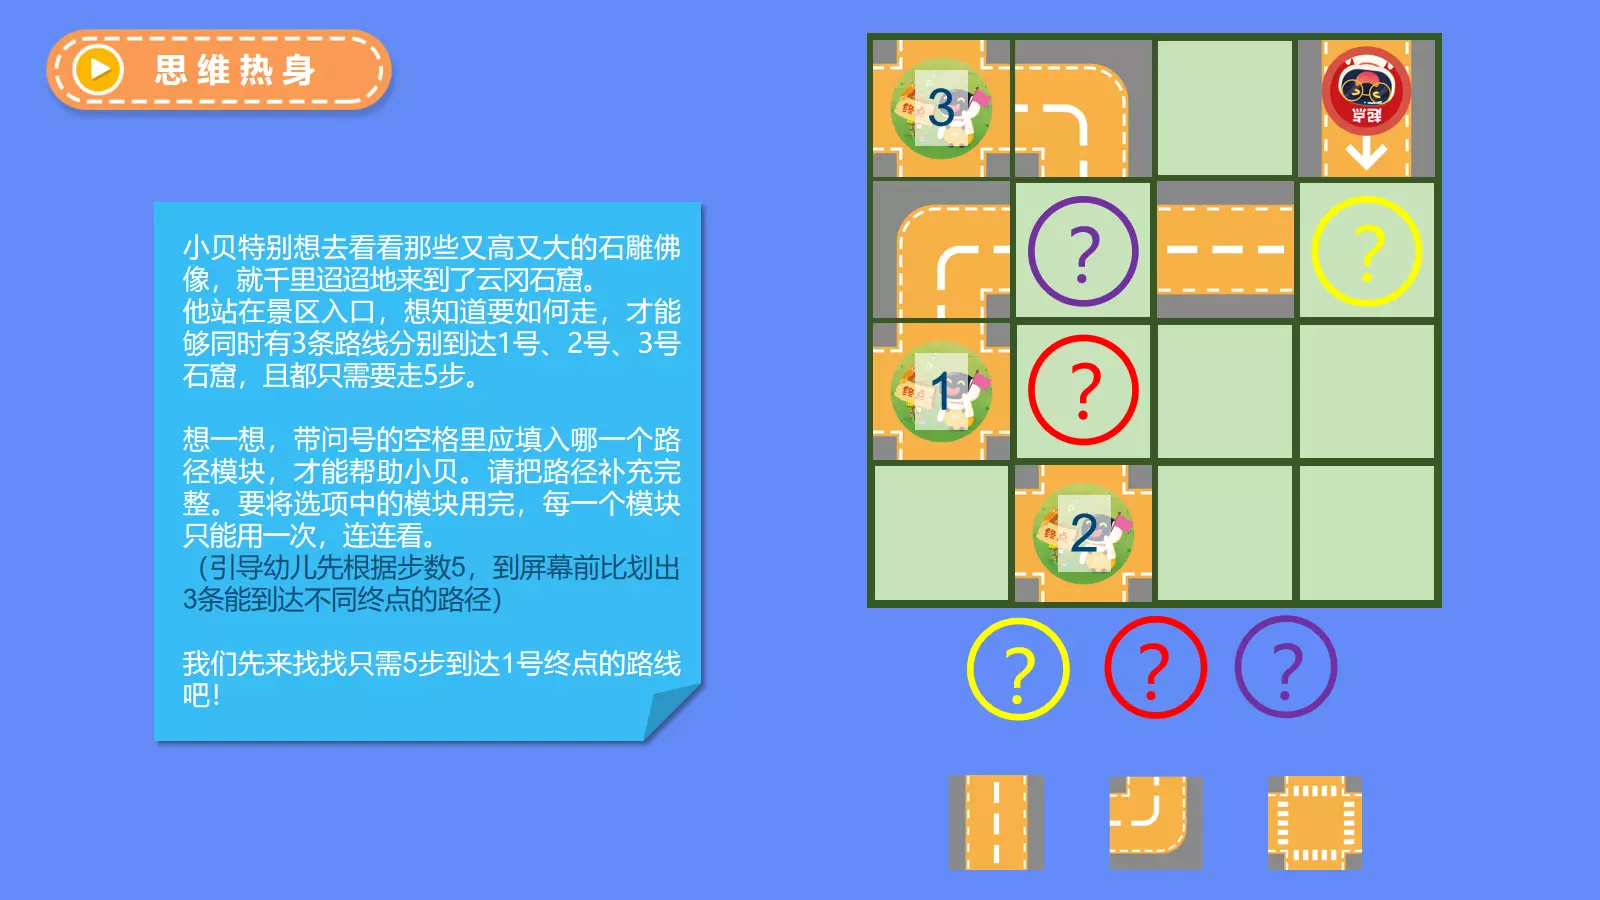 思维热身
小贝特别想去看看那些又高又大的石雕佛
像，就千里迢迢地来到了云冈石窟。
他站在景区入口，想知道要如何走，才能
够同时有3条路线分别到达1号、2号、3号
石窟，且都只需要走5步。
想一想，带问号的空格里应填入哪一个路
径模块，才能帮助小贝。请把路径补充完
整。要将选项中的模块用完，每一个模块
只能用一次，连连看。
（引导幼儿先根据步数5，到屏幕前比划出
3条能到达不同终点的路径）
我们先来找找只需5步到达1号终点的路线
吧！
3
起点
?
?
终点
1
?
终点
2
? ? ?